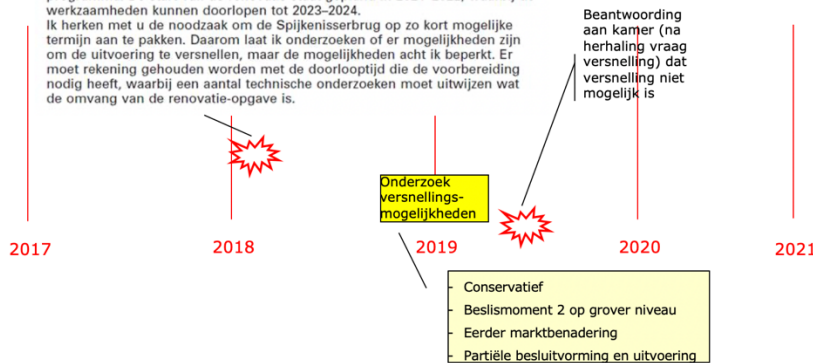 werkzaamheden kunnen doorlopen tot 2023–2024.
Ik herken met u de noodzaak om de Spijkenisserbrug op zo kort mogelijke
termijn aan te pakken. Daarom laat ik onderzoeken of er mogelijkheden zijn
om de uitvoering te versnellen, maar de mogelijkheden acht ik beperkt. Er
moet rekening gehouden worden met de doorlooptijd die de voorbereiding
nodig heeft, waarbij een aantal technische onderzoeken moet uitwijzen wat
de omvang van de renovatie-opgave is.
Beantwoording
aan kamer (na
herhaling vraag
versnelling) dat
versnelling niet
mogelijk is
Onderzoek
versnellings-
mogelijkheden
2017
2018
2019
2020
2021
- Conservatief
- Beslismoment 2 op grover niveau
- Eerder marktbenadering
- Partiële besluitvorming en uitvoering